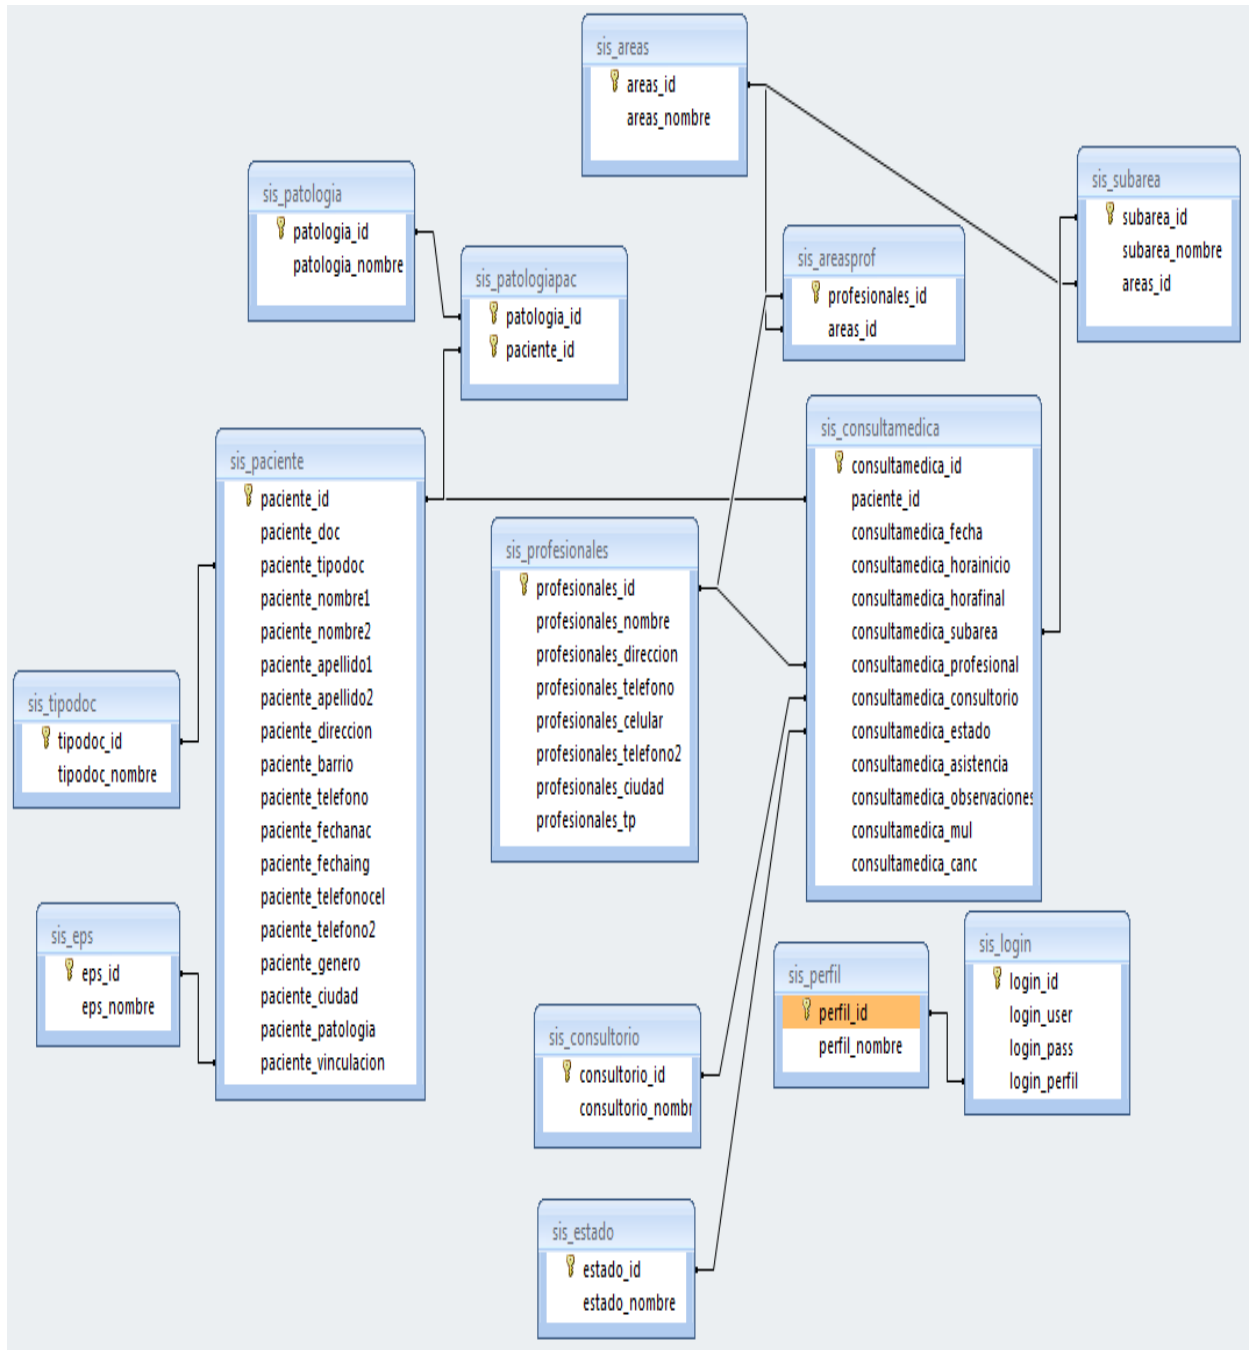 sis_areas
areas_id
areas_nombre
sis_patologia
patologia_id
patologia_nombre
sis_patologiapac
patologia_id
paciente_id
sis_areasprof
profesionales_id
areas_id
sis_subarea
subarea_id
subarea_nombre
areas_id
sis_paciente
paciente_id
paciente_doc
paciente_tipodoc
paciente_nombre1
paciente_nombre2
paciente_apellido1
paciente_apellido2
paciente_direccion
paciente_barrio
paciente_telefono
paciente_fechanac
paciente_fechaing
paciente_telefonocel
paciente_telefono2
paciente_genero
paciente_ciudad
paciente_patologia
paciente_vinculacion
sis_profesionales
profesionales_id
profesionales_nombre
profesionales_direccion
profesionales_telefono
profesionales_celular
profesionales_telefono2
profesionales_ciudad
profesionales_tp
sis_consultamedica
consultamedica_id
paciente_id
consultamedica_fecha
consultamedica_horainicio
consultamedica_horafinal
consultamedica_subarea
consultamedica_profesional
consultamedica_consultorio
consultamedica_estado
consultamedica_asistencia
consultamedica_observaciones
consultamedica_mul
consultamedica_canc
sis_tipodoc
tipodoc_id
tipodoc_nombre
sis_eps
eps_id
eps_nombre
sis_consultorio
consultorio_id
consultorio_nombr
sis_perfil
perfil_id
perfil_nombre
sis_login
login_id
login_user
login_pass
login_perfil
sis_estado
estado_id
estado_nombre